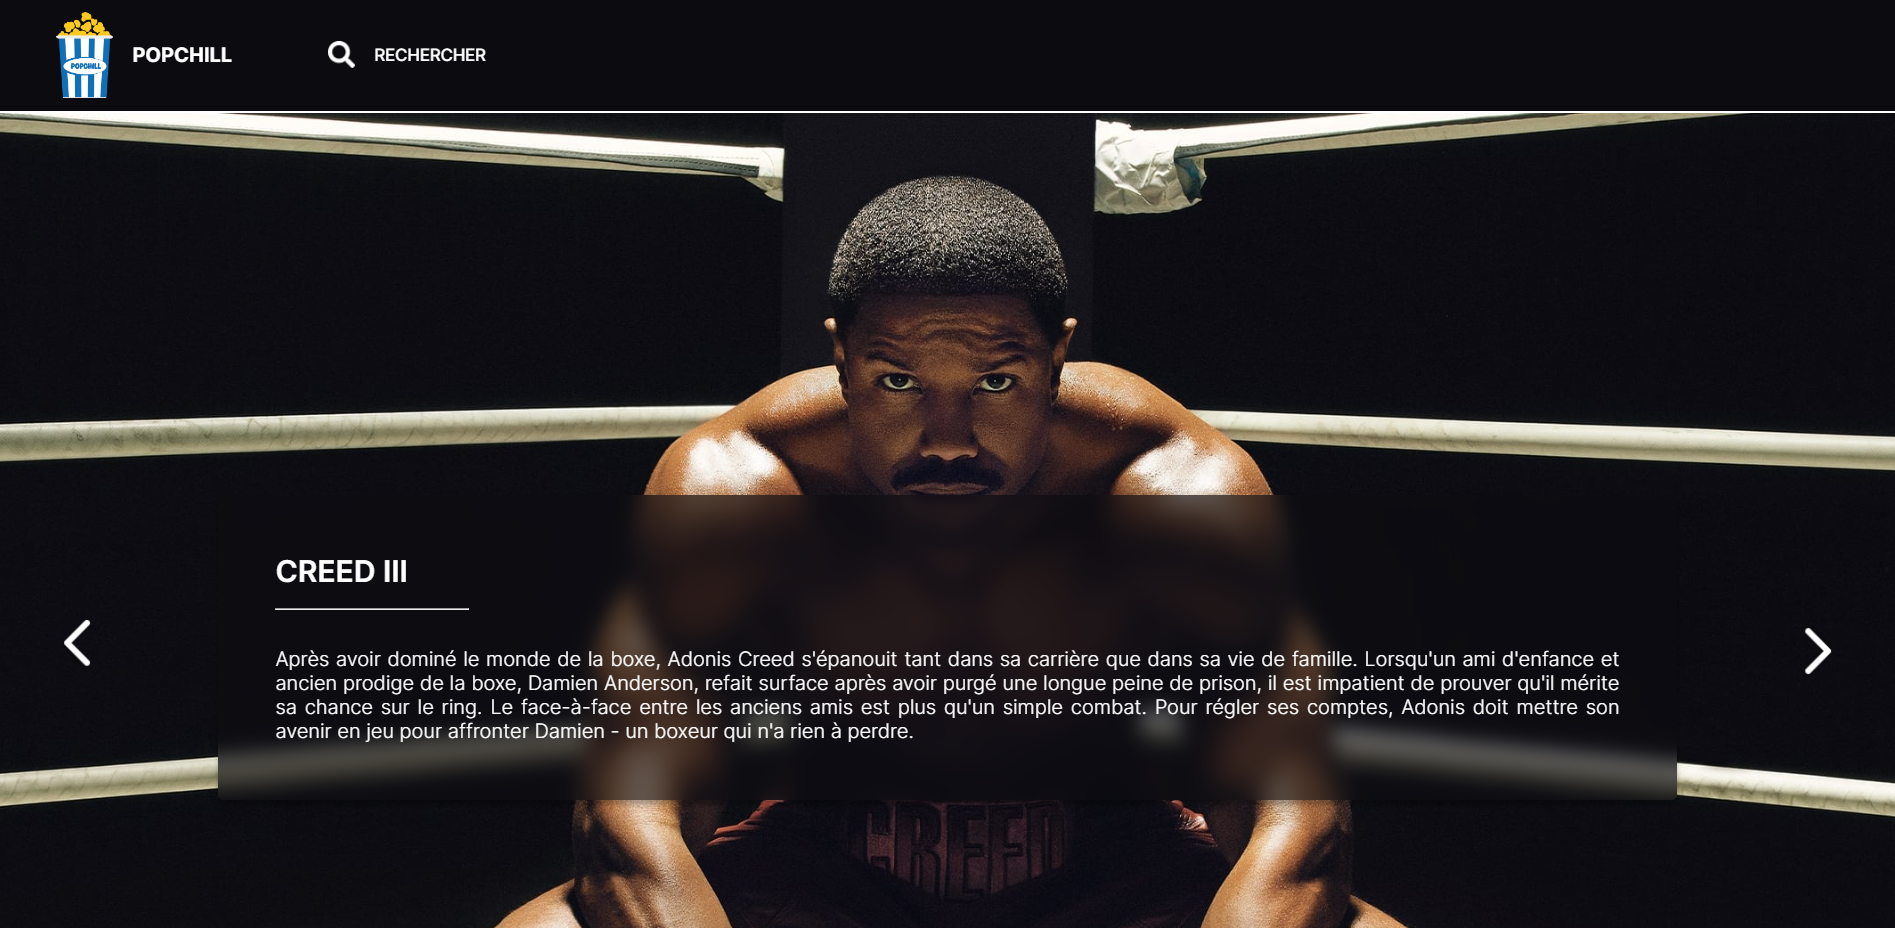 POPCHILL
POPCHILL
RECHERCHER
CREED III
Après avoir dominé le monde de la boxe, Adonis Creed s'épanouit tant dans sa carrière que dans sa vie de famille. Lorsqu'un ami d'enfance et
ancien prodige de la boxe, Damien Anderson, refait surface après avoir purgé une longue peine de prison, il est impatient de prouver qu'il mérite
sa chance sur le ring. Le face-à-face entre les anciens amis est plus qu'un simple combat. Pour régler ses comptes, Adonis doit mettre son
avenir en jeu pour affronter Damien - un boxeur qui n'a rien à perdre.
CREED